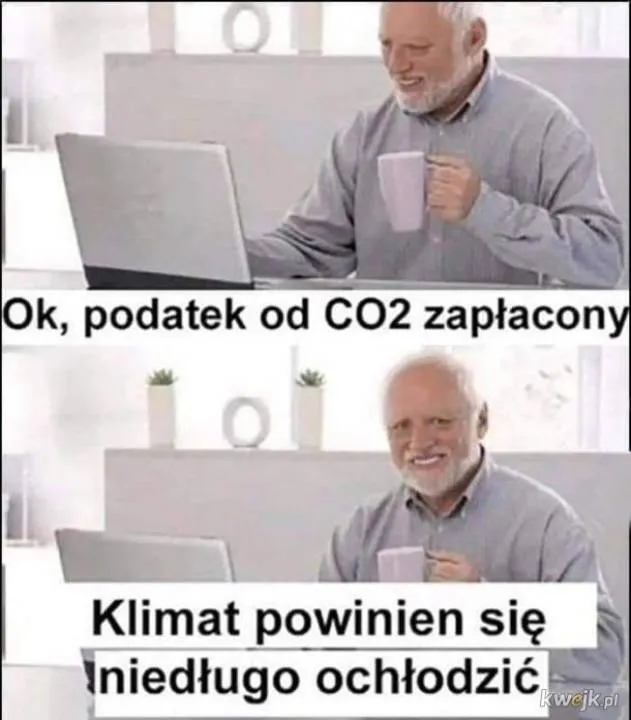 Ok, podatek od CO2 zapłacony
Klimat powinien się
niedługo ochłodzić
kwejk.pl